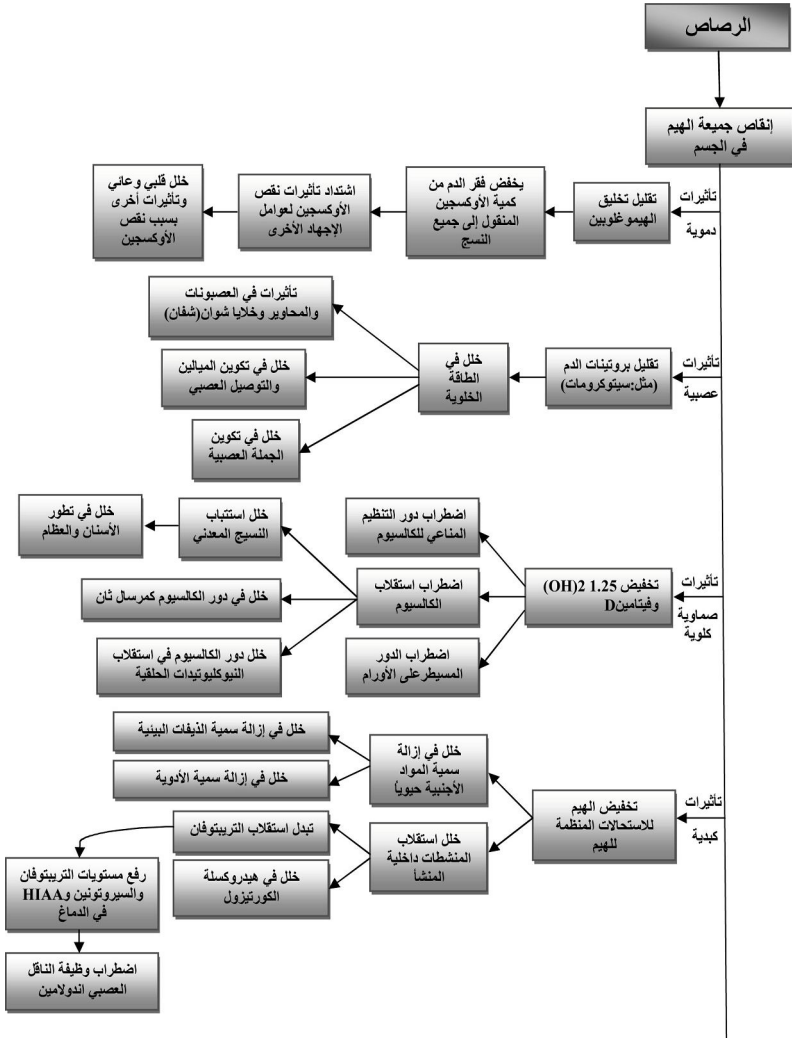 الرصاص
إنقاص جميعة الهيم
في الجسم
تأثيرات
دموية
تقليل تخليق
الهيموغلوبين
يخفض فقر الدم من
كمية الأوكسجين
المنقول إلى جميع
النسج
اشتداد تأثيرات نقص
الأوكسجين لعوامل
الإجهاد الأخرى
خلل قلبي وعائي
وتأثيرات أخرى
بسبب نقص
الأوكسجين
تأثيرات
عصبية
تقليل بروتينات الدم
(مثل:سيتوكرومات)
خلل في
الطاقة
الخلوية
تأثيرات في العصبونات
والمحاوير وخلايا شوان(شفان)
خلل في تكوين الميالين
والتوصيل العصبي
خلل في تكوين
الجملة العصبية
تأثيرات
صماوية
كلوية
تخفيض 1.25 2(OH)
وفيتامينD
اضطراب دور التنظيم
المناعي للكالسيوم
اضطراب استقلاب
الكالسيوم
اضطراب الدور
المسيطرعلى الأورام
خلل استتباب
النسيج المعدني
خلل في تطور
الأسنان والعظام
خلل في دور الكالسيوم كمرسال ثان
خلل دور الكالسيوم في استقلاب
النيوكليوتيدات الحلقية
تأثيرات
كبدية
تخفيض الهيم
للاستحالات المنظمة
للهيم
خلل في إزالة
سمية المواد
الأجنبية حيوياً
خلل في إزالة سمية الذيفات البيئية
خلل في إزالة سمية الأدوية
خلل استقلاب
المنشطات داخلية
المنشأ
تبدل استقلاب التريبتوفان
خلل في هيدروكسلة
الكورتيزول
رفع مستويات التريبتوفان
والسيروتونين وHIAA
في الدماغ
اضطراب وظيفة الناقل
العصبي اندولامين